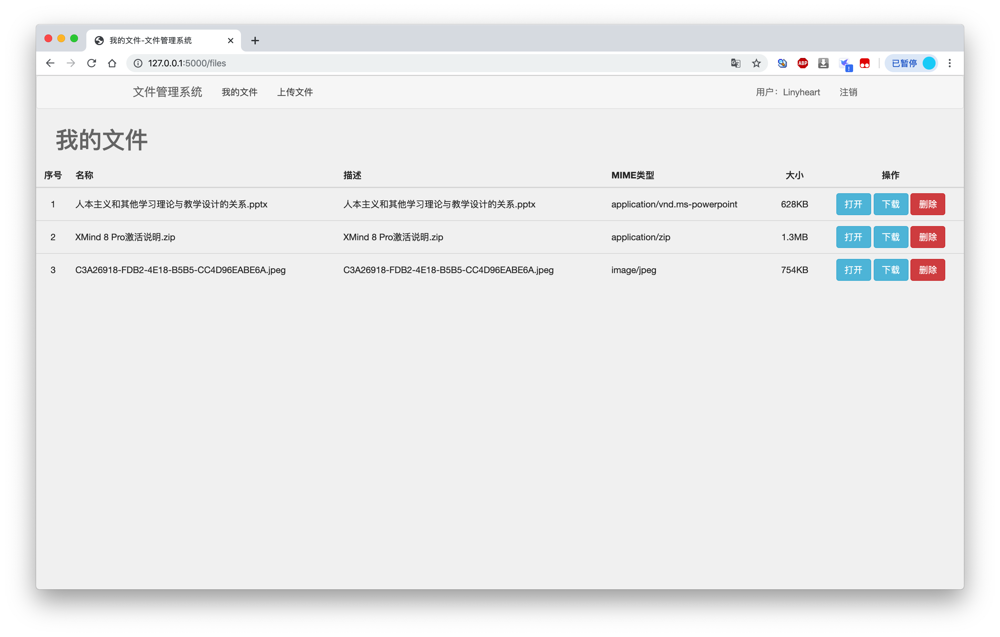 我的文件-文件管理系统
127.0.0.1:5000/files
ABP
!
已暂停
文件管理系统 我的文件 上传文件 用户：Linyheart 注销
我的文件
序号 名称 描述 MIME类型 大小 操作
1 人本主义和其他学习理论与教学设计的关系.pptx 人本主义和其他学习理论与教学设计的关系.pptx application/vnd.ms-powerpoint 628KB 打开 下载 删除
2 XMind 8 Pro激活说明.zip XMind 8 Pro激活说明.zip application/zip 1.3MB 打开 下载 删除
3 C3A26918-FDB2-4E18-B5B5-CC4D96EABE6A.jpeg C3A26918-FDB2-4E18-B5B5-CC4D96EABE6A.jpeg image/jpeg 754KB 打开 下载 删除